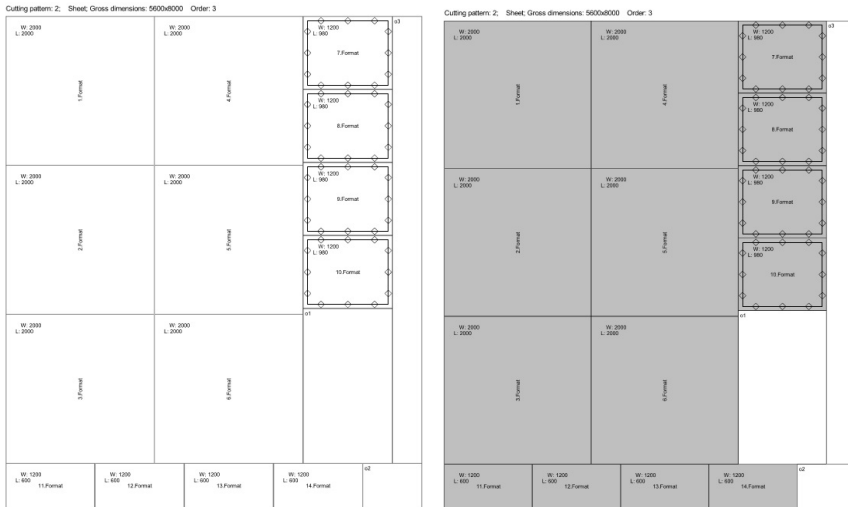 Cutting pattern: 2;    Sheet; Gross dimensions: 5600x8000    Order: 3
W: 2000
L: 2000
1.Format
W: 2000
L: 2000
4.Format
W: 1200
L: 980
7.Format
o3
W: 1200
L: 980
8.Format
W: 2000
L: 2000
2.Format
W: 2000
L: 2000
5.Format
W: 1200
L: 980
9.Format
W: 1200
L: 980
10.Format
o1
W: 2000
L: 2000
3.Format
W: 2000
L: 2000
6.Format
W: 1200
L: 600
11.Format
W: 1200
L: 600
12.Format
W: 1200
L: 600
13.Format
W: 1200
L: 600
14.Format
o2
Cutting pattern: 2;    Sheet; Gross dimensions: 5600x8000    Order: 3
W: 2000
L: 2000
1.Format
W: 2000
L: 2000
4.Format
W: 1200
L: 980
7.Format
o3
W: 1200
L: 980
8.Format
W: 2000
L: 2000
2.Format
W: 2000
L: 2000
5.Format
W: 1200
L: 980
9.Format
W: 1200
L: 980
10.Format
o1
W: 2000
L: 2000
3.Format
W: 2000
L: 2000
6.Format
W: 1200
L: 600
11.Format
W: 1200
L: 600
12.Format
W: 1200
L: 600
13.Format
W: 1200
L: 600
14.Format
o2